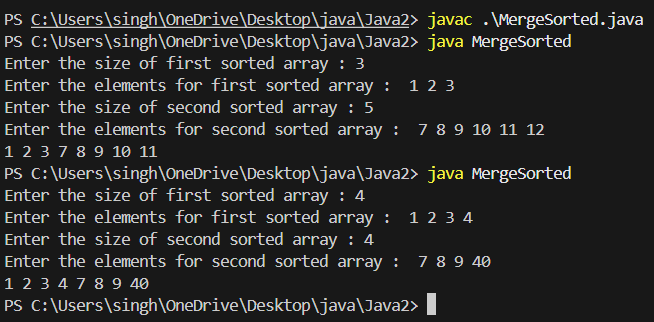 PS C:\Users\singh\OneDrive\Desktop\java\Java2> javac .\MergeSorted.java
PS C:\Users\singh\OneDrive\Desktop\java\Java2> java MergeSorted
Enter the size of first sorted array : 3
Enter the elements for first sorted array :  1 2 3
Enter the size of second sorted array : 5
Enter the elements for second sorted array :  7 8 9 10 11 12
1 2 3 7 8 9 10 11
PS C:\Users\singh\OneDrive\Desktop\java\Java2> java MergeSorted
Enter the size of first sorted array : 4
Enter the elements for first sorted array :  1 2 3 4
Enter the size of second sorted array : 4
Enter the elements for second sorted array :  7 8 9 40
1 2 3 4 7 8 9 40
PS C:\Users\singh\OneDrive\Desktop\java\Java2>